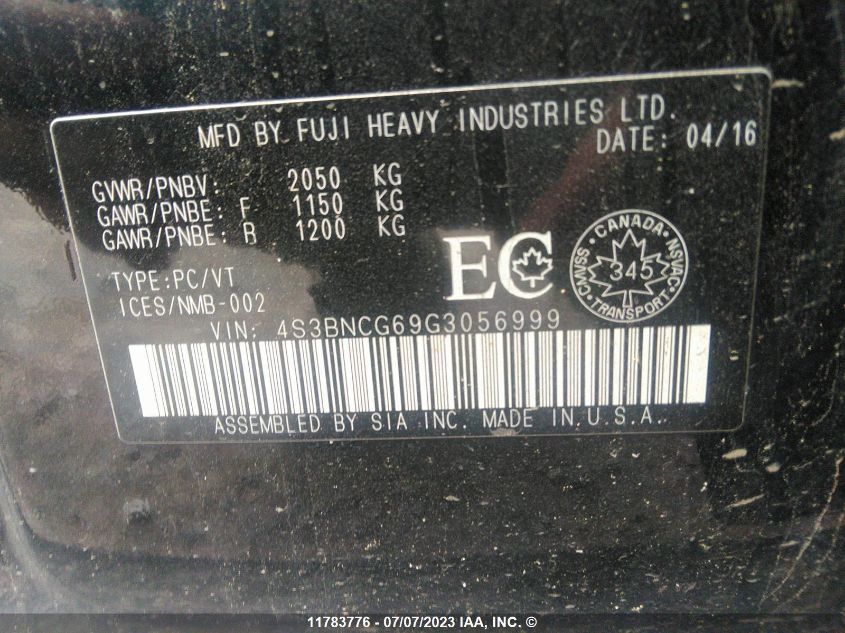 MFD BY FUJI HEAVY INDUSTRIES LTD.
DATE: 04/16
GVWR/PNBV: 2050 KG
GAWR/PNBE: F 1150 KG
GAWR/PNBE: R 1200 KG
EC
CANADA
345
TRANSPORT
NSVAC
CMVSS
TYPE:PC/VT
ICES/NMB-002
VIN: 4S3BNCG69G3056999
ASSEMBLED BY SIA INC. MADE IN U.S.A.
11783776 - 07/07/2023 IAA, INC. ©